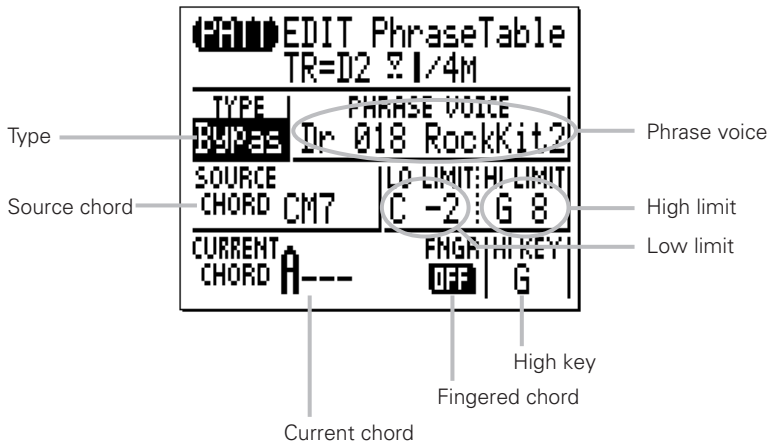 PATT EDIT PhraseTable
TR=D2 /4M
TYPE PHRASE VOICE
ByPas Dr 018 RockKit2
SOURCE CHORD CM7
LO LIMIT HI LIMIT
C -2 G 8
CURRENT CHORD A---
FNGR HI KEY
OFF G
Type
Source chord
Phrase voice
High limit
Low limit
High key
Fingered chord
Current chord